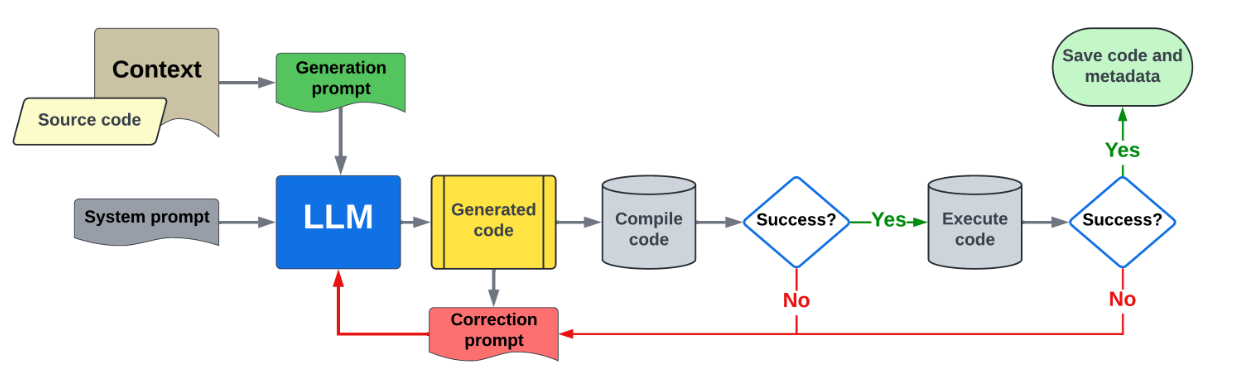 Context
Source code
Generation
prompt
Save code and
metadata
Yes
System prompt
LLM
Generated
code
Compile
code
Success?
Yes
Execute
code
Success?
No
No
Correction
prompt